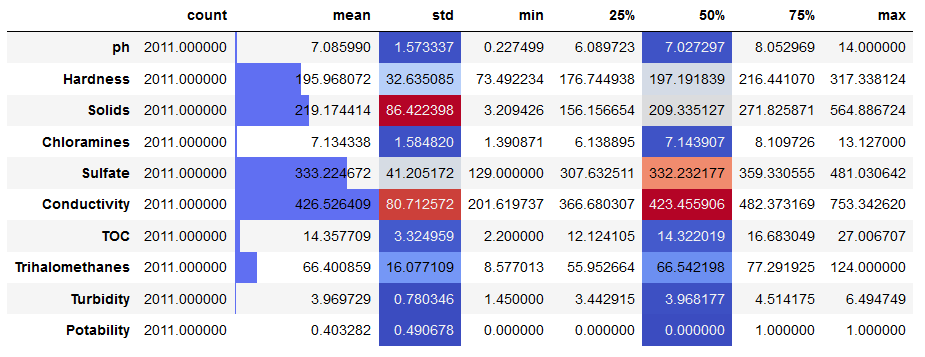 count mean std min 25% 50% 75% max
ph 2011.000000 7.085990 1.573337 0.227499 6.089723 7.027297 8.052969 14.000000
Hardness 2011.000000 195.968072 32.635085 73.492234 176.744938 197.191839 216.441070 317.338124
Solids 2011.000000 219.174414 86.422398 3.209426 156.156654 209.335127 271.825871 564.886724
Chloramines 2011.000000 7.134338 1.584820 1.390871 6.138895 7.143907 8.109726 13.127000
Sulfate 2011.000000 333.224672 41.205172 129.000000 307.632511 332.232177 359.330555 481.030642
Conductivity 2011.000000 426.526409 80.712572 201.619737 366.680307 423.455906 482.373169 753.342620
TOC 2011.000000 14.357709 3.324959 2.200000 12.124105 14.322019 16.683049 27.006707
Trihalomethanes 2011.000000 66.400859 16.077109 8.577013 55.952664 66.542198 77.291925 124.000000
Turbidity 2011.000000 3.969729 0.780346 1.450000 3.442915 3.968177 4.514175 6.494749
Potability 2011.000000 0.403282 0.490678 0.000000 0.000000 0.000000 1.000000 1.000000